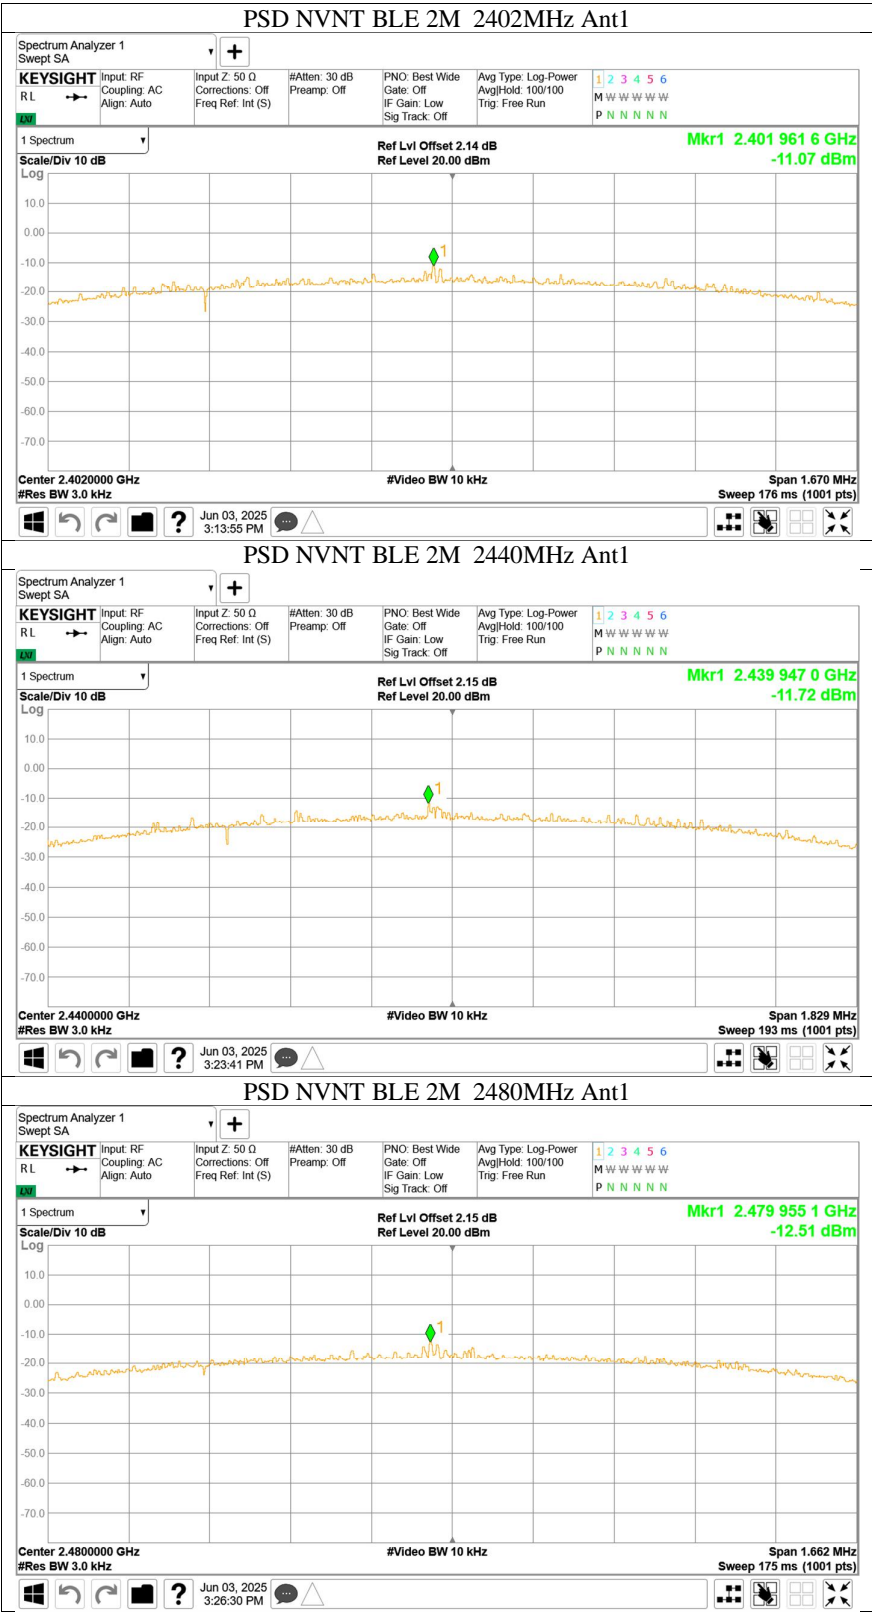 PSD NVNT BLE 2M 2402MHz Ant1
Spectrum Analyzer 1
Swept SA
KEYSIGHT
R L
LXI
Input: RF
Coupling: AC
Align: Auto
Input Z: 50 Ω
Corrections: Off
Freq Ref: Int (S)
#Atten: 30 dB
Preamp: Off
PNO: Best Wide
Gate: Off
IF Gain: Low
Sig Track: Off
Avg Type: Log-Power
Avg|Hold: 100/100
Trig: Free Run
1 2 3 4 5 6
M W W W W W
P N N N N N
1 Spectrum
Scale/Div 10 dB
Log
Ref Lvl Offset 2.14 dB
Ref Level 20.00 dBm
Mkr1 2.401 961 6 GHz
-11.07 dBm
1
10.0
0.00
-10.0
-20.0
-30.0
-40.0
-50.0
-60.0
-70.0
Center 2.4020000 GHz
#Res BW 3.0 kHz
#Video BW 10 kHz
Span 1.670 MHz
Sweep 176 ms (1001 pts)
?
Jun 03, 2025
3:13:55 PM
PSD NVNT BLE 2M 2440MHz Ant1
Spectrum Analyzer 1
Swept SA
KEYSIGHT
R L
LXI
Input: RF
Coupling: AC
Align: Auto
Input Z: 50 Ω
Corrections: Off
Freq Ref: Int (S)
#Atten: 30 dB
Preamp: Off
PNO: Best Wide
Gate: Off
IF Gain: Low
Sig Track: Off
Avg Type: Log-Power
Avg|Hold: 100/100
Trig: Free Run
1 2 3 4 5 6
M W W W W W
P N N N N N
1 Spectrum
Scale/Div 10 dB
Log
Ref Lvl Offset 2.15 dB
Ref Level 20.00 dBm
Mkr1 2.439 947 0 GHz
-11.72 dBm
1
10.0
0.00
-10.0
-20.0
-30.0
-40.0
-50.0
-60.0
-70.0
Center 2.4400000 GHz
#Res BW 3.0 kHz
#Video BW 10 kHz
Span 1.829 MHz
Sweep 193 ms (1001 pts)
?
Jun 03, 2025
3:23:41 PM
PSD NVNT BLE 2M 2480MHz Ant1
Spectrum Analyzer 1
Swept SA
KEYSIGHT
R L
LXI
Input: RF
Coupling: AC
Align: Auto
Input Z: 50 Ω
Corrections: Off
Freq Ref: Int (S)
#Atten: 30 dB
Preamp: Off
PNO: Best Wide
Gate: Off
IF Gain: Low
Sig Track: Off
Avg Type: Log-Power
Avg|Hold: 100/100
Trig: Free Run
1 2 3 4 5 6
M W W W W W
P N N N N N
1 Spectrum
Scale/Div 10 dB
Log
Ref Lvl Offset 2.15 dB
Ref Level 20.00 dBm
Mkr1 2.479 955 1 GHz
-12.51 dBm
1
10.0
0.00
-10.0
-20.0
-30.0
-40.0
-50.0
-60.0
-70.0
Center 2.4800000 GHz
#Res BW 3.0 kHz
#Video BW 10 kHz
Span 1.662 MHz
Sweep 175 ms (1001 pts)
?
Jun 03, 2025
3:26:30 PM